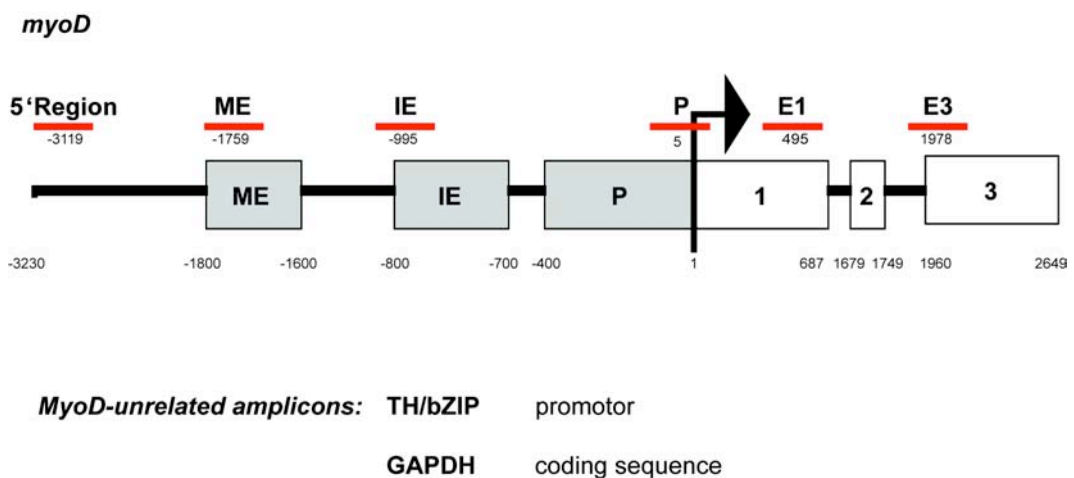 myoD
5‘Region ME IE P E1 E3
-3119 -1759 -995 5 495 1978
ME IE P 1 2 3
-3230 -1800 -1600 -800 -700 -400 1 687 1679 1749 1960 2649
MyoD-unrelated amplicons: TH/bZIP promotor
GAPDH coding sequence